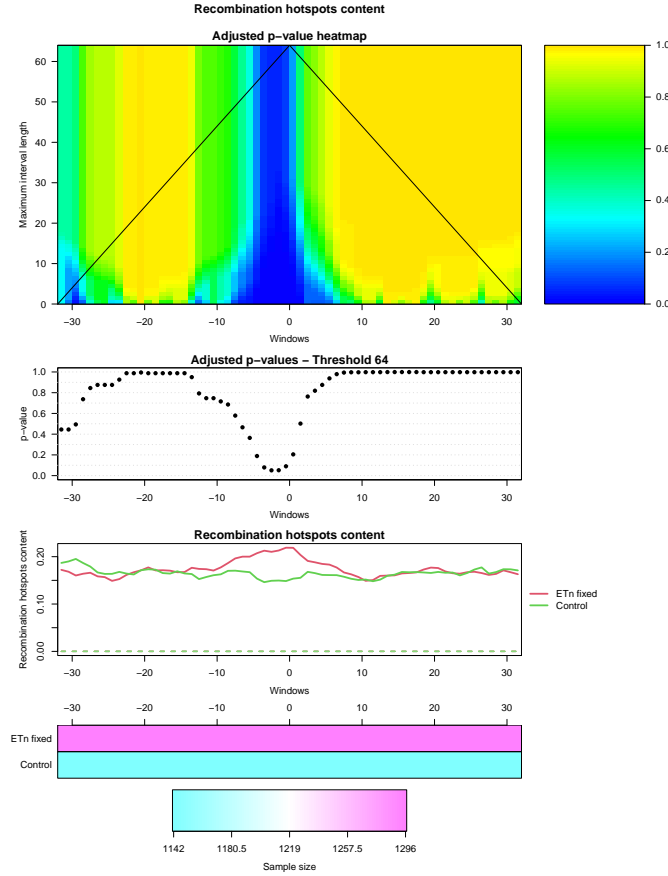 Recombination hotspots content
Adjusted p−value heatmap
Maximum interval length
60
50
40
30
20
10
0
−30 −20 −10 0 10 20 30
Windows
1.0
0.8
0.6
0.4
0.2
0.0
Adjusted p−values − Threshold 64
p−value
1.0
0.8
0.6
0.4
0.2
0.0
−30 −20 −10 0 10 20 30
Windows
Recombination hotspots content
Recombination hotspots content
0.20
0.10
0.00
−30 −20 −10 0 10 20 30
Windows
ETn fixed
Control
−30 −20 −10 0 10 20 30
ETn fixed
Control
1142 1180.5 1219 1257.5 1296
Sample size